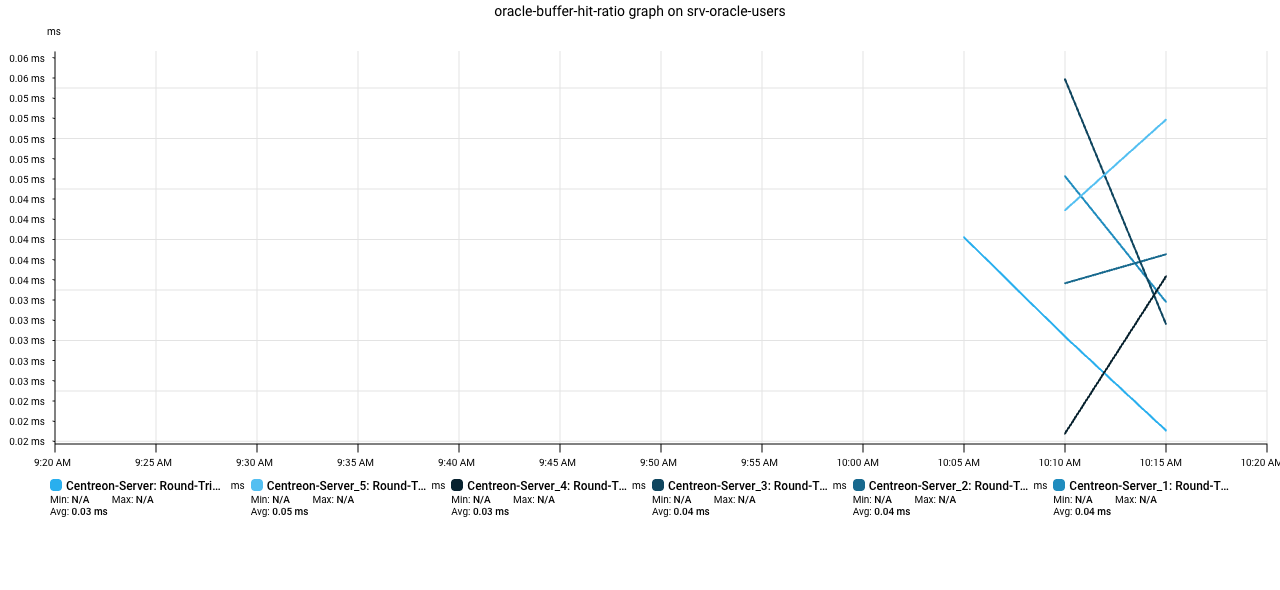 oracle-buffer-hit-ratio graph on srv-oracle-users
ms
0.06 ms
0.06 ms
0.05 ms
0.05 ms
0.05 ms
0.05 ms
0.05 ms
0.04 ms
0.04 ms
0.04 ms
0.04 ms
0.04 ms
0.03 ms
0.03 ms
0.03 ms
0.03 ms
0.03 ms
0.02 ms
0.02 ms
0.02 ms
9:20 AM 9:25 AM 9:30 AM 9:35 AM 9:40 AM 9:45 AM 9:50 AM 9:55 AM 10:00 AM 10:05 AM 10:10 AM 10:15 AM 10:20 AM
Centreon-Server: Round-Tri... ms Centreon-Server_5: Round-T... ms Centreon-Server_4: Round-T... ms Centreon-Server_3: Round-T... ms Centreon-Server_2: Round-T... ms Centreon-Server_1: Round-T...
Min: N/A Max: N/A Min: N/A Max: N/A Min: N/A Max: N/A Min: N/A Max: N/A Min: N/A Max: N/A Min: N/A Max: N/A
Avg: 0.03 ms Avg: 0.05 ms Avg: 0.03 ms Avg: 0.04 ms Avg: 0.04 ms Avg: 0.04 ms